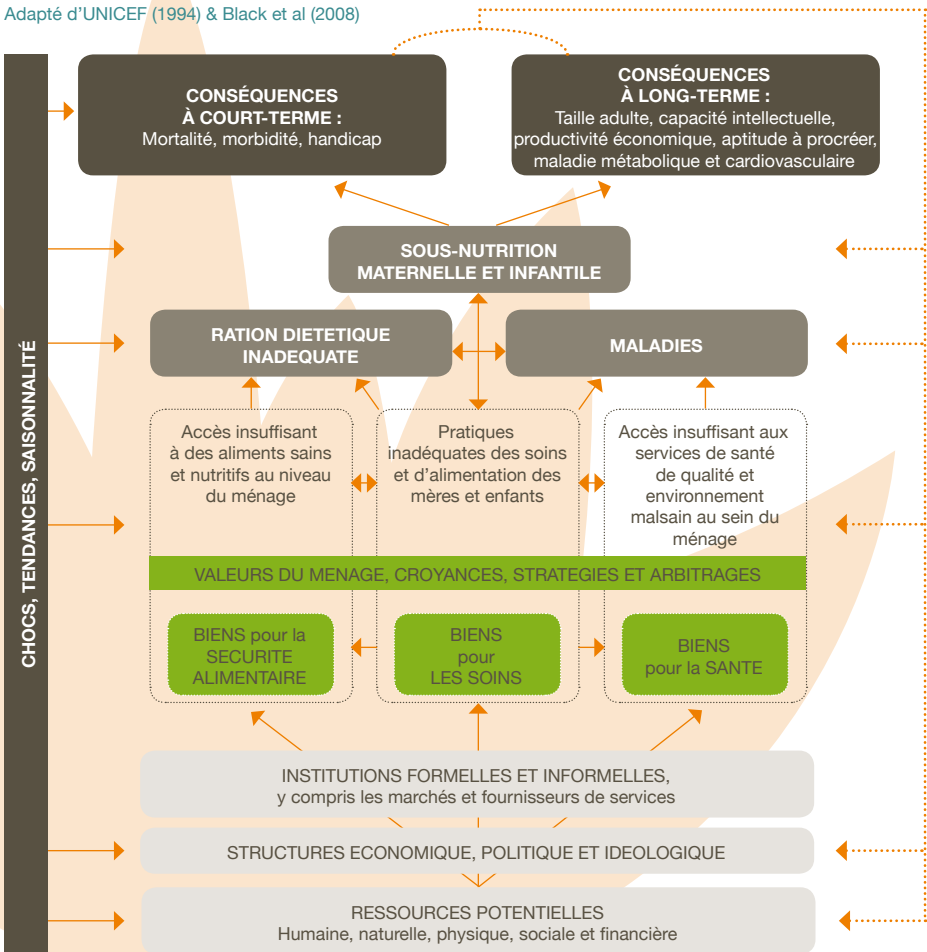 Adapté d'UNICEF (1994) & Black et al (2008)
CHOCS, TENDANCES, SAISONNALITÉ
CONSÉQUENCES
À COURT-TERME :
Mortalité, morbidité, handicap
CONSÉQUENCES
À LONG-TERME :
Taille adulte, capacité intellectuelle,
productivité économique, aptitude à procréer,
maladie métabolique et cardiovasculaire
SOUS-NUTRITION
MATERNELLE ET INFANTILE
RATION DIETETIQUE
INADEQUATE
MALADIES
Accès insuffisant
à des aliments sains
et nutritifs au niveau
du ménage
Pratiques
inadéquates des soins
et d'alimentation des
mères et enfants
Accès insuffisant aux
services de santé
de qualité et
environnement
malsain au sein du
ménage
VALEURS DU MENAGE, CROYANCES, STRATEGIES ET ARBITRAGES
BIENS pour la
SECURITE
ALIMENTAIRE
BIENS
pour
LES SOINS
BIENS
pour la SANTE
INSTITUTIONS FORMELLES ET INFORMELLES,
y compris les marchés et fournisseurs de services
STRUCTURES ECONOMIQUE, POLITIQUE ET IDEOLOGIQUE
RESSOURCES POTENTIELLES
Humaine, naturelle, physique, sociale et financière